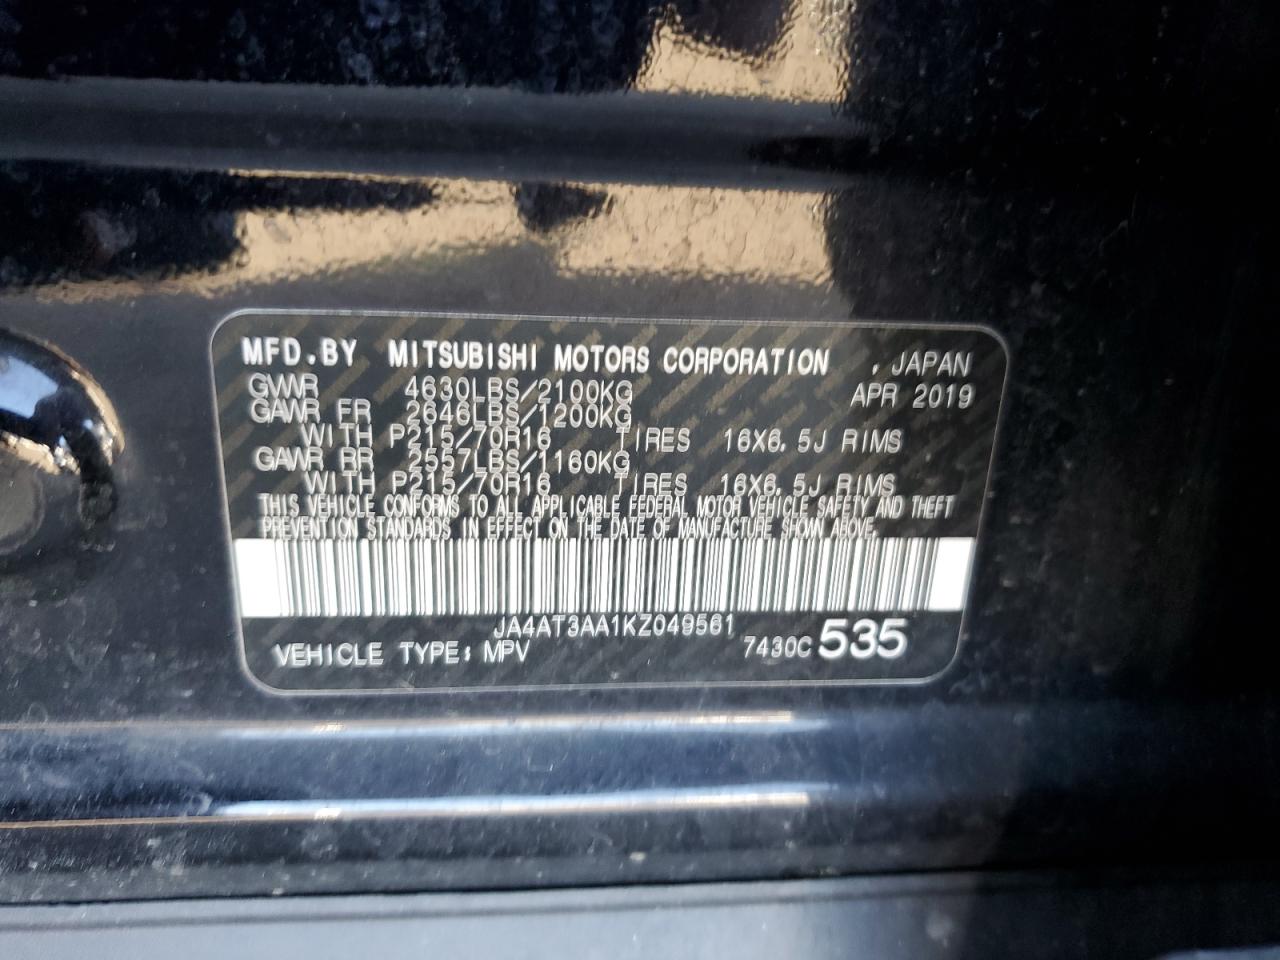 MFD.BY MITSUBISHI MOTORS CORPORATION , JAPAN
GVWR 4630LBS/2100KG APR 2019
GAWR FR 2646LBS/1200KG
WITH P215/70R16 TIRES 16X6.5J RIMS
GAWR RR 2557LBS/1160KG
WITH P215/70R16 TIRES 16X6.5J RIMS
THIS VEHICLE CONFORMS TO ALL APPLICABLE FEDERAL MOTOR VEHICLE SAFETY AND THEFT
PREVENTION STANDARDS IN EFFECT ON THE DATE OF MANUFACTURE SHOWN ABOVE.
JA4AT3AA1KZ049561
VEHICLE TYPE: MPV 7430C 535